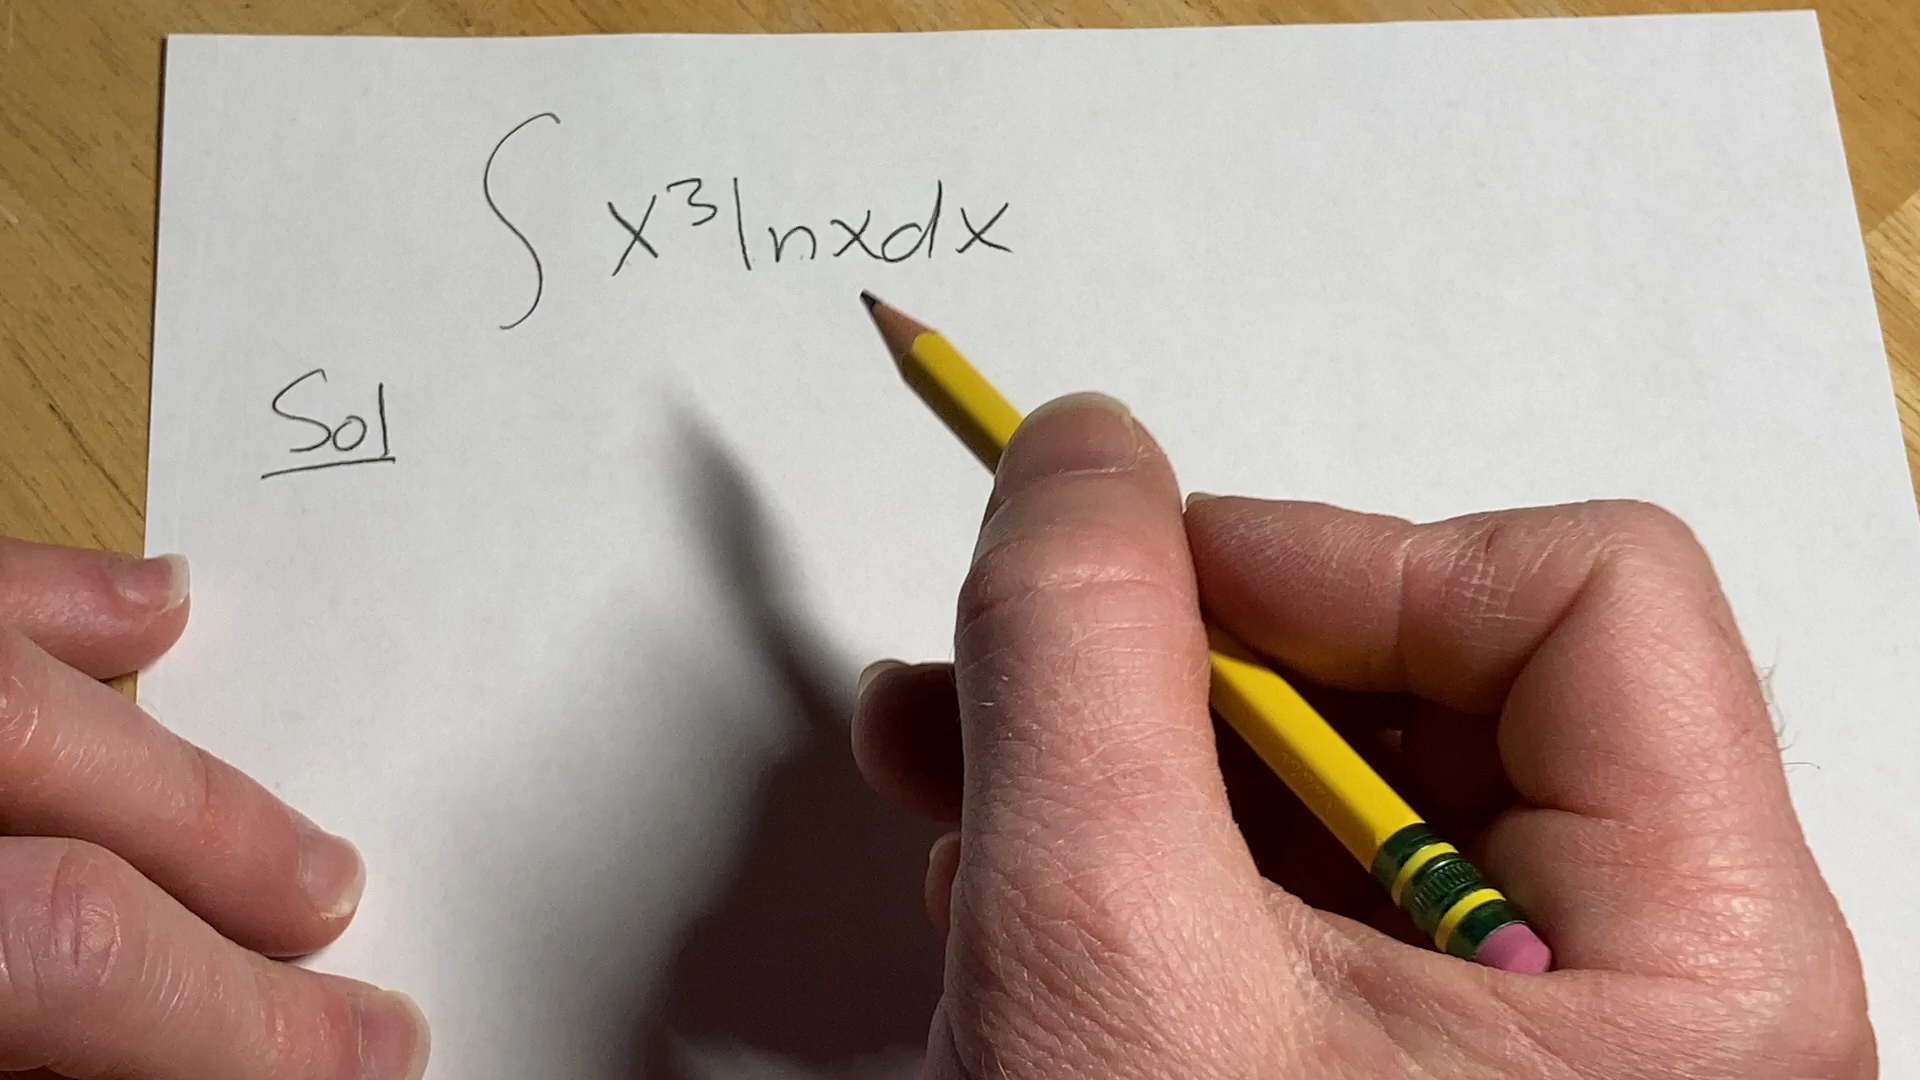 ∫ x³ ln x dx
Sol